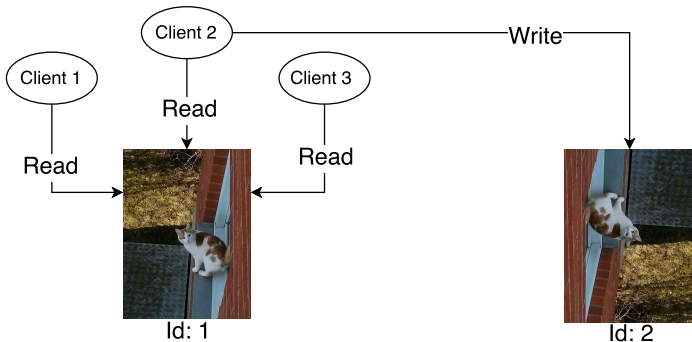 Client 2
Write
Client 1
Client 3
Read
Read
Read
Id: 1
Id: 2